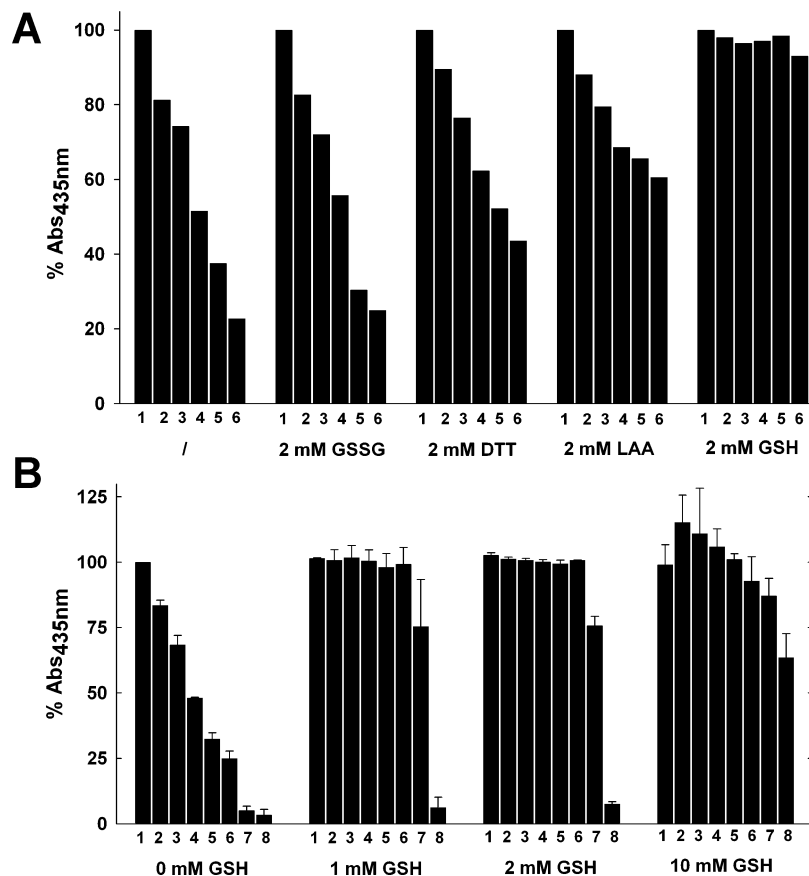 A
% Abs435nm
100
80
60
40
20
0
1 2 3 4 5 6 1 2 3 4 5 6 1 2 3 4 5 6 1 2 3 4 5 6 1 2 3 4 5 6
/ 2 mM GSSG 2 mM DTT 2 mM LAA 2 mM GSH
B
% Abs435nm
125
100
75
50
25
0
1 2 3 4 5 6 7 8 1 2 3 4 5 6 7 8 1 2 3 4 5 6 7 8 1 2 3 4 5 6 7 8
0 mM GSH 1 mM GSH 2 mM GSH 10 mM GSH